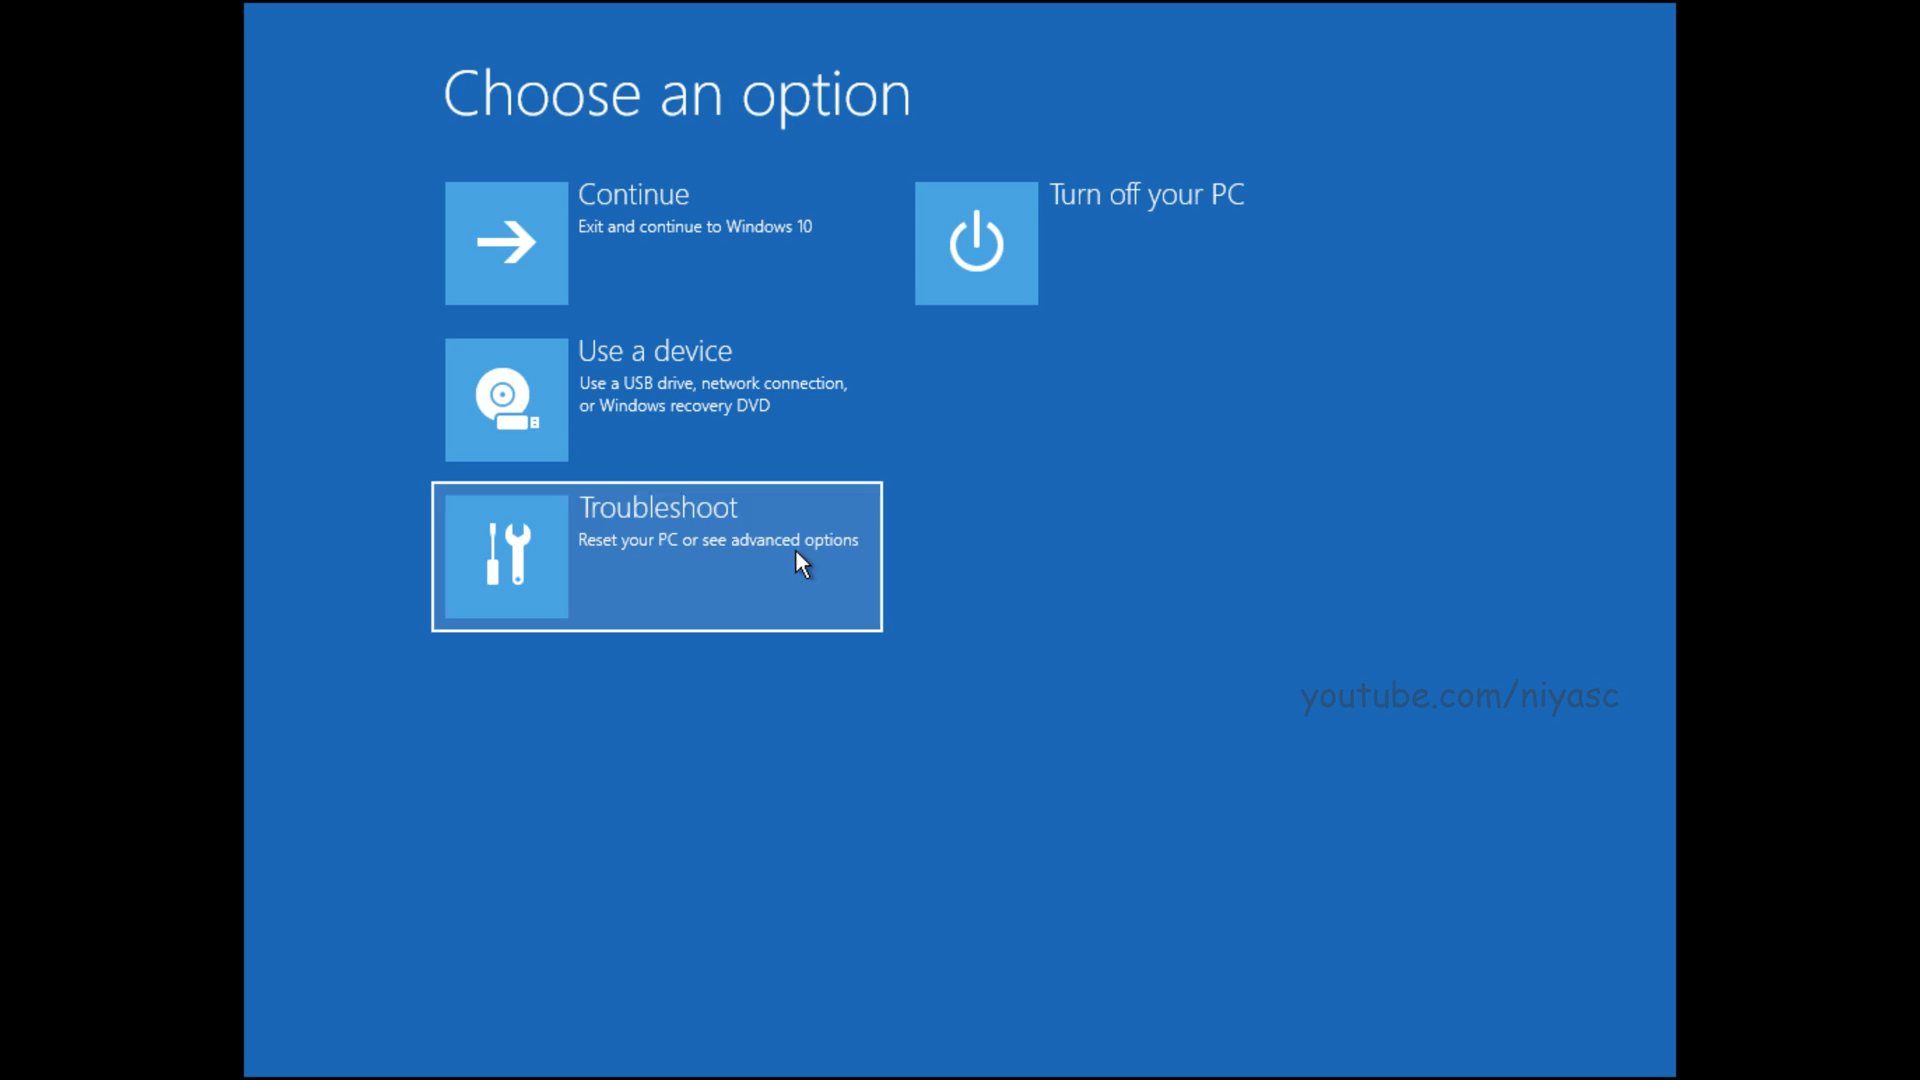 Choose an option
Continue
Exit and continue to Windows 10
Turn off your PC
Use a device
Use a USB drive, network connection,
or Windows recovery DVD
Troubleshoot
Reset your PC or see advanced options
youtube.com/niyasc